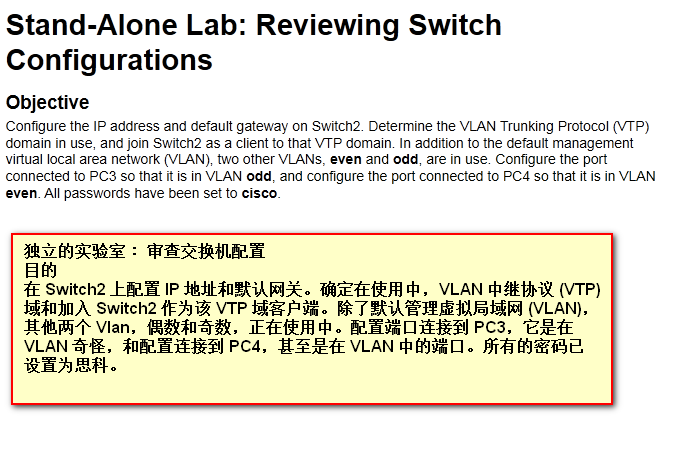 Stand-Alone Lab: Reviewing Switch
Configurations
Objective
Configure the IP address and default gateway on Switch2. Determine the VLAN Trunking Protocol (VTP)
domain in use, and join Switch2 as a client to that VTP domain. In addition to the default management
virtual local area network (VLAN), two other VLANs, even and odd, are in use. Configure the port
connected to PC3 so that it is in VLAN odd, and configure the port connected to PC4 so that it is in VLAN
even. All passwords have been set to cisco.
独立的实验室： 审查交换机配置
目的
在 Switch2 上配置 IP 地址和默认网关。确定在使用中，VLAN 中继协议 (VTP)
域和加入 Switch2 作为该 VTP 域客户端。除了默认管理虚拟局域网 (VLAN)，
其他两个 Vlan，偶数和奇数，正在使用中。配置端口连接到 PC3，它是在
VLAN 奇怪，和配置连接到 PC4，甚至是在 VLAN 中的端口。所有的密码已
设置为思科。